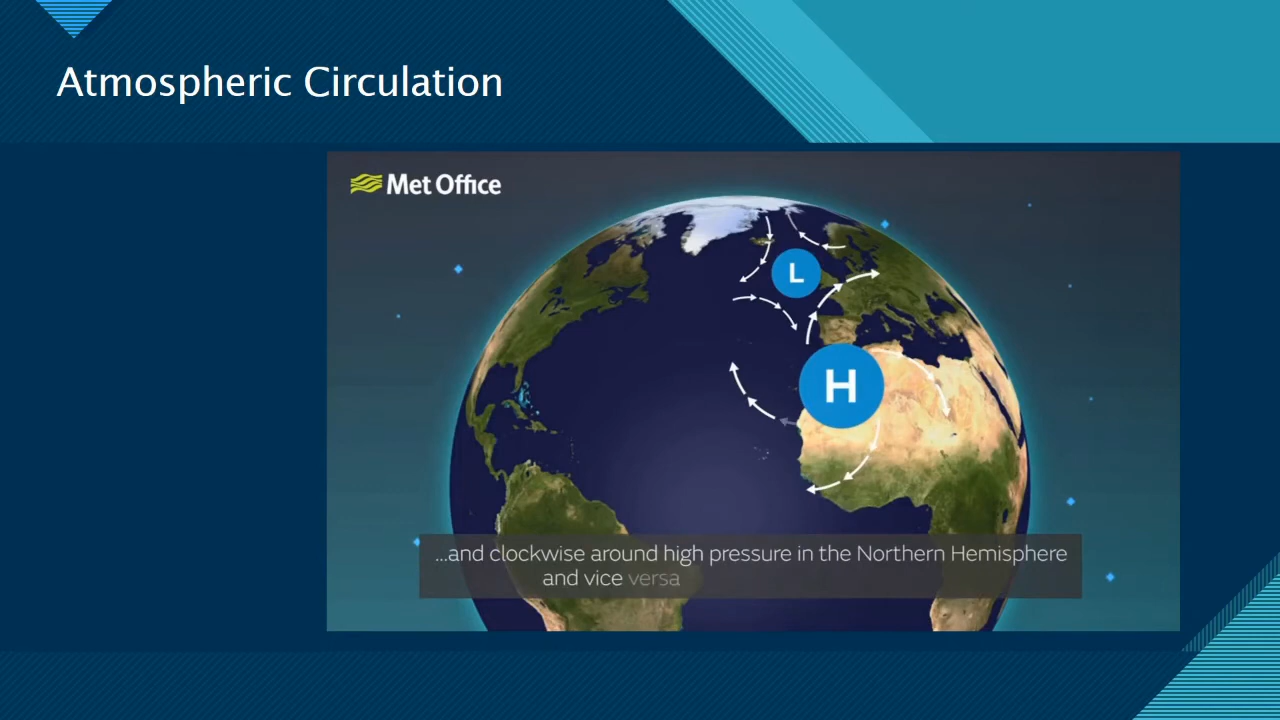 Atmospheric Circulation
Met Office
L
H
...and clockwise around high pressure in the Northern Hemisphere
and vice versa